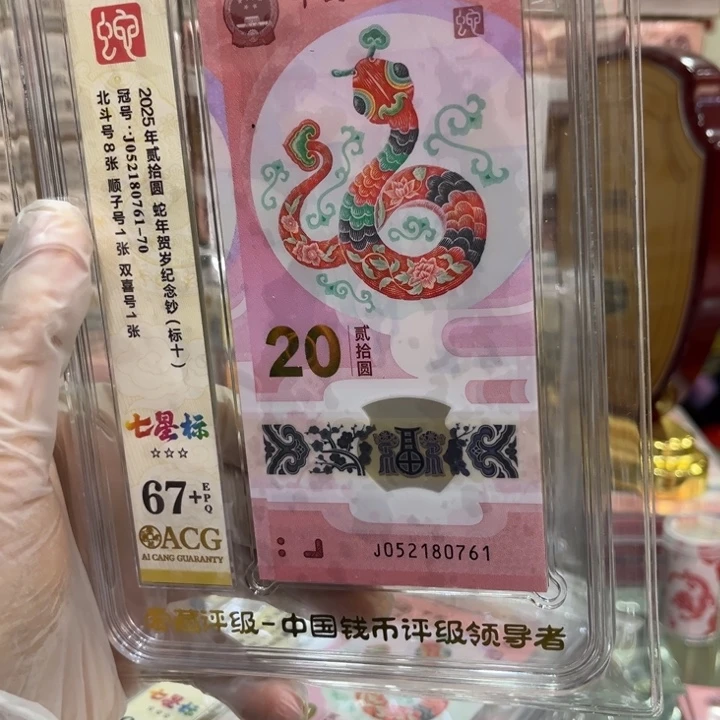 蛇
2025年贰拾圆 蛇年贺岁纪念钞（标十）
冠号：J052180761-70
北斗号8张 顺子号1张 双喜号1张
七星标
67+
EPQ
ACG
AI CANG GUARANTY
蛇
20
贰拾圆
J052180761
评级-中国钱币评级领导者